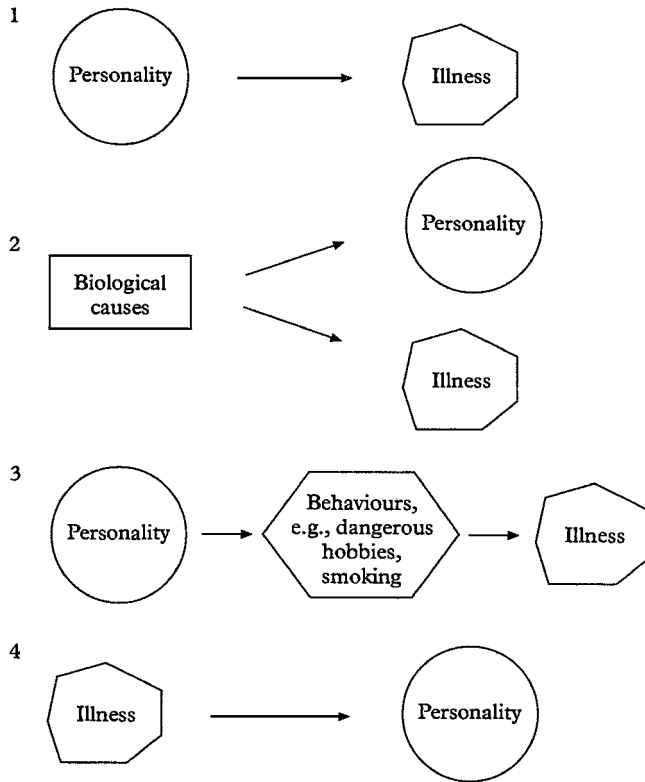 1
Personality
Illness
Personality
2
Biological
causes
Illness
3
Personality
Behaviours,
e.g., dangerous
hobbies,
smoking
Illness
4
Illness
Personality